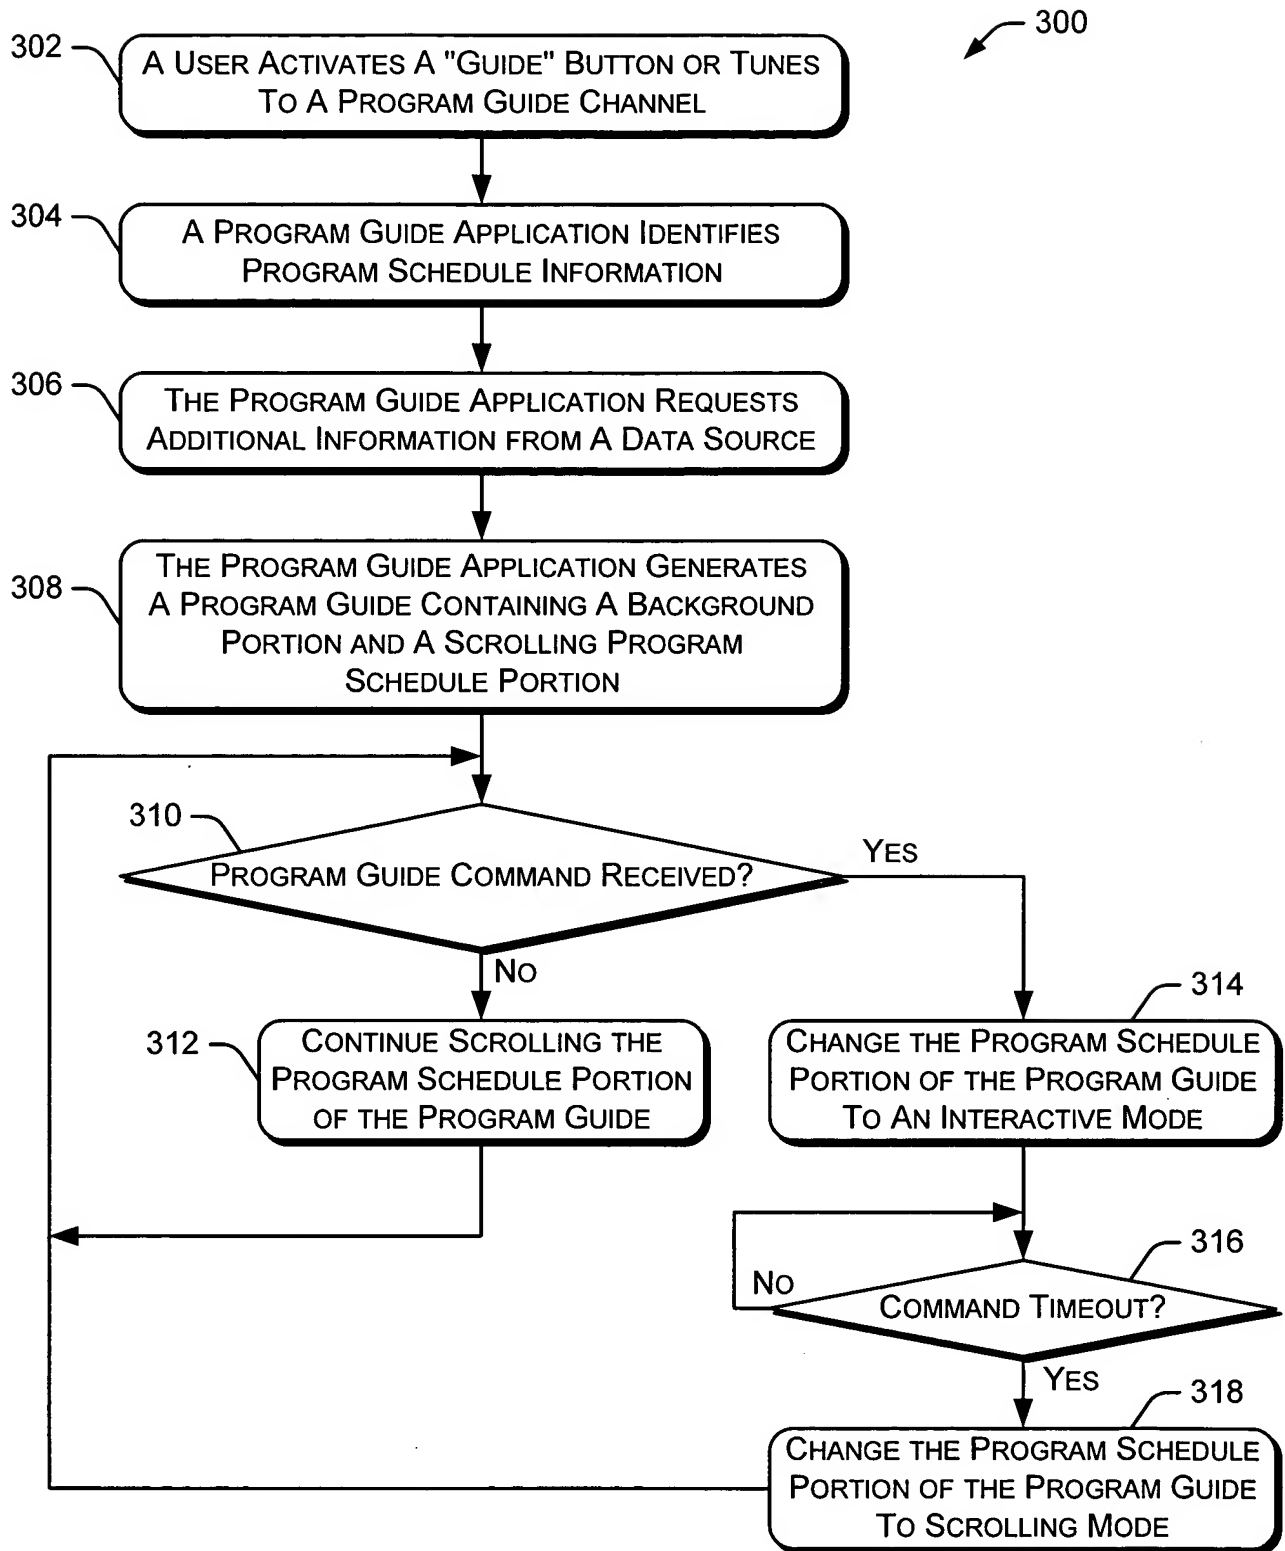 300
302
A USER ACTIVATES A "GUIDE" BUTTON OR TUNES
TO A PROGRAM GUIDE CHANNEL
304
A PROGRAM GUIDE APPLICATION IDENTIFIES
PROGRAM SCHEDULE INFORMATION
306
THE PROGRAM GUIDE APPLICATION REQUESTS
ADDITIONAL INFORMATION FROM A DATA SOURCE
308
THE PROGRAM GUIDE APPLICATION GENERATES
A PROGRAM GUIDE CONTAINING A BACKGROUND
PORTION AND A SCROLLING PROGRAM
SCHEDULE PORTION
310
PROGRAM GUIDE COMMAND RECEIVED?
YES
NO
312
CONTINUE SCROLLING THE
PROGRAM SCHEDULE PORTION
OF THE PROGRAM GUIDE
314
CHANGE THE PROGRAM SCHEDULE
PORTION OF THE PROGRAM GUIDE
TO AN INTERACTIVE MODE
316
NO
COMMAND TIMEOUT?
YES
318
CHANGE THE PROGRAM SCHEDULE
PORTION OF THE PROGRAM GUIDE
TO SCROLLING MODE